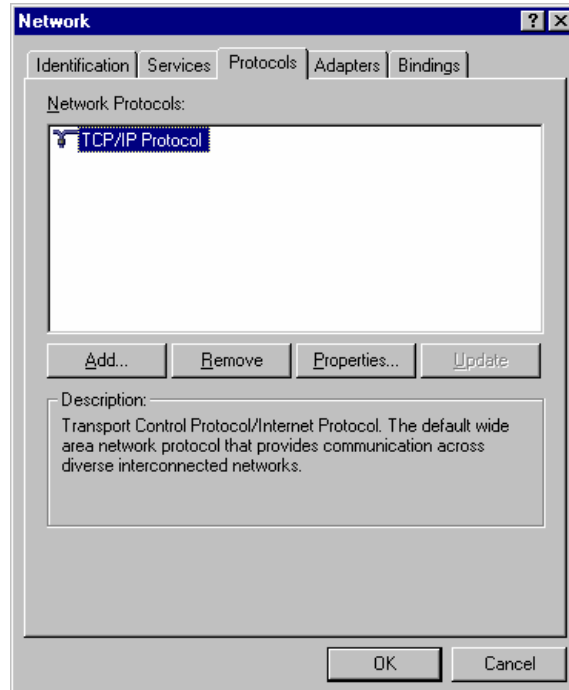 Network
Identification Services Protocols Adapters Bindings
Network Protocols:
TCP/IP Protocol
Add... Remove Properties... Update
Description:
Transport Control Protocol/Internet Protocol. The default wide
area network protocol that provides communication across
diverse interconnected networks.
OK Cancel